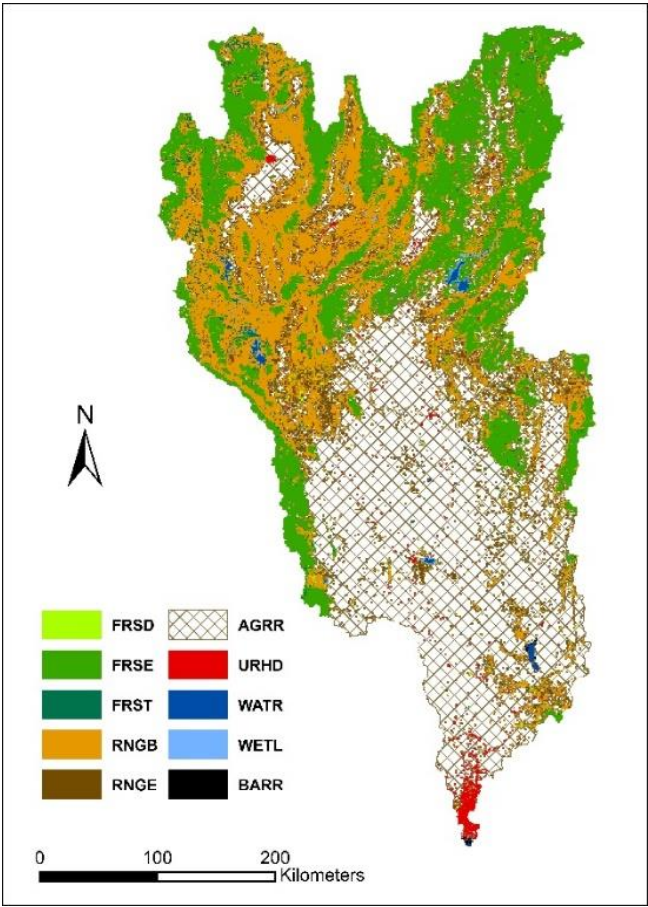 N
FRSD AGRR
FRSE URHD
FRST WATR
RNGB WETL
RNGE BARR
0 100 200
Kilometers